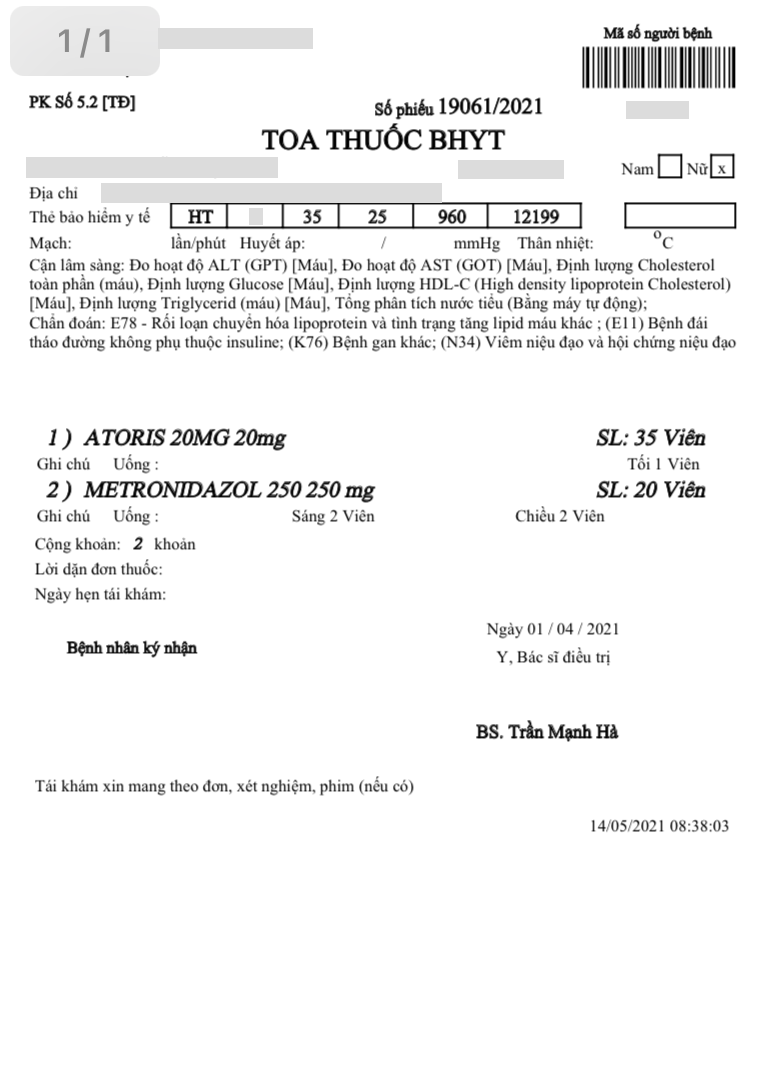 1/1
Mã số người bệnh
PK Số 5.2 [TĐ]
Số phiếu 19061/2021
TOA THUỐC BHYT
Nam Nữ x
Địa chỉ
Thẻ bảo hiểm y tế HT 35 25 960 12199
Mạch: lần/phút Huyết áp: / mmHg Thân nhiệt: °C
Cận lâm sàng: Đo hoạt độ ALT (GPT) [Máu], Đo hoạt độ AST (GOT) [Máu], Định lượng Cholesterol
toàn phần (máu), Định lượng Glucose [Máu], Định lượng HDL-C (High density lipoprotein Cholesterol)
[Máu], Định lượng Triglycerid (máu) [Máu], Tổng phân tích nước tiểu (Bằng máy tự động);
Chẩn đoán: E78 - Rối loạn chuyển hóa lipoprotein và tình trạng tăng lipid máu khác ; (E11) Bệnh đái
tháo đường không phụ thuộc insuline; (K76) Bệnh gan khác; (N34) Viêm niệu đạo và hội chứng niệu đạo
1 ) ATORIS 20MG 20mg SL: 35 Viên
Ghi chú Uống : Tối 1 Viên
2 ) METRONIDAZOL 250 250 mg SL: 20 Viên
Ghi chú Uống : Sáng 2 Viên Chiều 2 Viên
Cộng khoản: 2 khoản
Lời dặn đơn thuốc:
Ngày hẹn tái khám:
Ngày 01 / 04 / 2021
Bệnh nhân ký nhận
Y, Bác sĩ điều trị
BS. Trần Mạnh Hà
Tái khám xin mang theo đơn, xét nghiệm, phim (nếu có)
14/05/2021 08:38:03